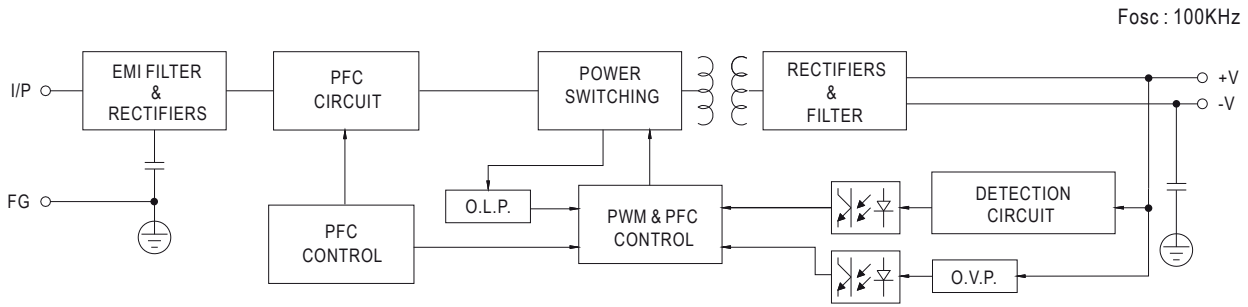 Fosc : 100KHz
I/P
EMI FILTER
&
RECTIFIERS
PFC
CIRCUIT
POWER
SWITCHING
RECTIFIERS
&
FILTER
+V
-V
FG
PFC
CONTROL
O.L.P.
PWM & PFC
CONTROL
DETECTION
CIRCUIT
O.V.P.